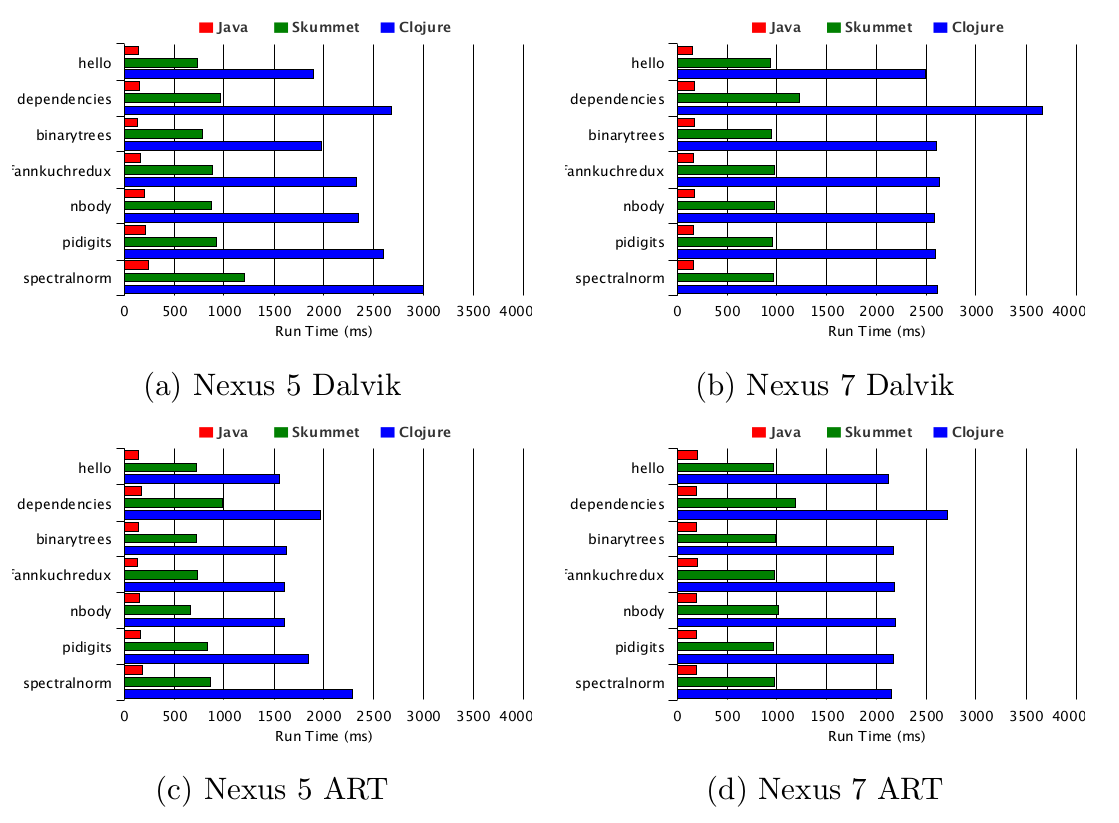 Java Skummet Clojure
hello
dependencies
binarytrees
fannkuchredux
nbody
pidigits
spectralnorm
0 500 1000 1500 2000 2500 3000 3500 4000
Run Time (ms)
(a) Nexus 5 Dalvik
Java Skummet Clojure
hello
dependencies
binarytrees
fannkuchredux
nbody
pidigits
spectralnorm
0 500 1000 1500 2000 2500 3000 3500 4000
Run Time (ms)
(b) Nexus 7 Dalvik
Java Skummet Clojure
hello
dependencies
binarytrees
fannkuchredux
nbody
pidigits
spectralnorm
0 500 1000 1500 2000 2500 3000 3500 4000
Run Time (ms)
(c) Nexus 5 ART
Java Skummet Clojure
hello
dependencies
binarytrees
fannkuchredux
nbody
pidigits
spectralnorm
0 500 1000 1500 2000 2500 3000 3500 4000
Run Time (ms)
(d) Nexus 7 ART